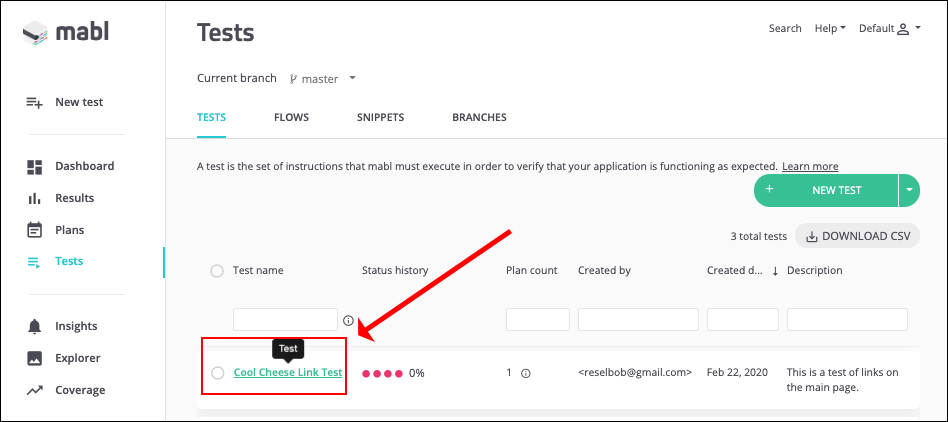 mabl
Tests
Search Help Default
Current branch master
New test
TESTS FLOWS SNIPPETS BRANCHES
Dashboard
A test is the set of instructions that mabl must execute in order to verify that your application is functioning as expected. Learn more
+ NEW TEST
Results
Plans
3 total tests DOWNLOAD CSV
Tests
Test name Status history Plan count Created by Created d... ↓ Description
Insights
Explorer
Coverage
Test
Cool Cheese Link Test 0% 1 <reselbob@gmail.com> Feb 22, 2020 This is a test of links
on the main page.